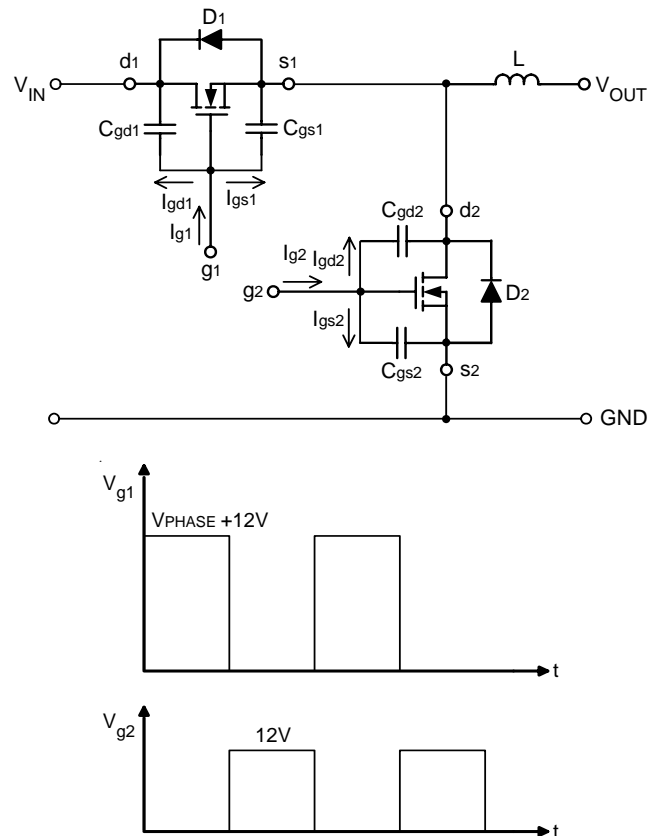 D1
d1
s1
L
VIN
VOUT
Cgd1
Cgs1
Igd1
Igs1
Ig1
g1
Cgd2
d2
Ig2
Igd2
g2
D2
Igs2
Cgs2
s2
GND
Vg1
VPHASE +12V
t
Vg2
12V
t